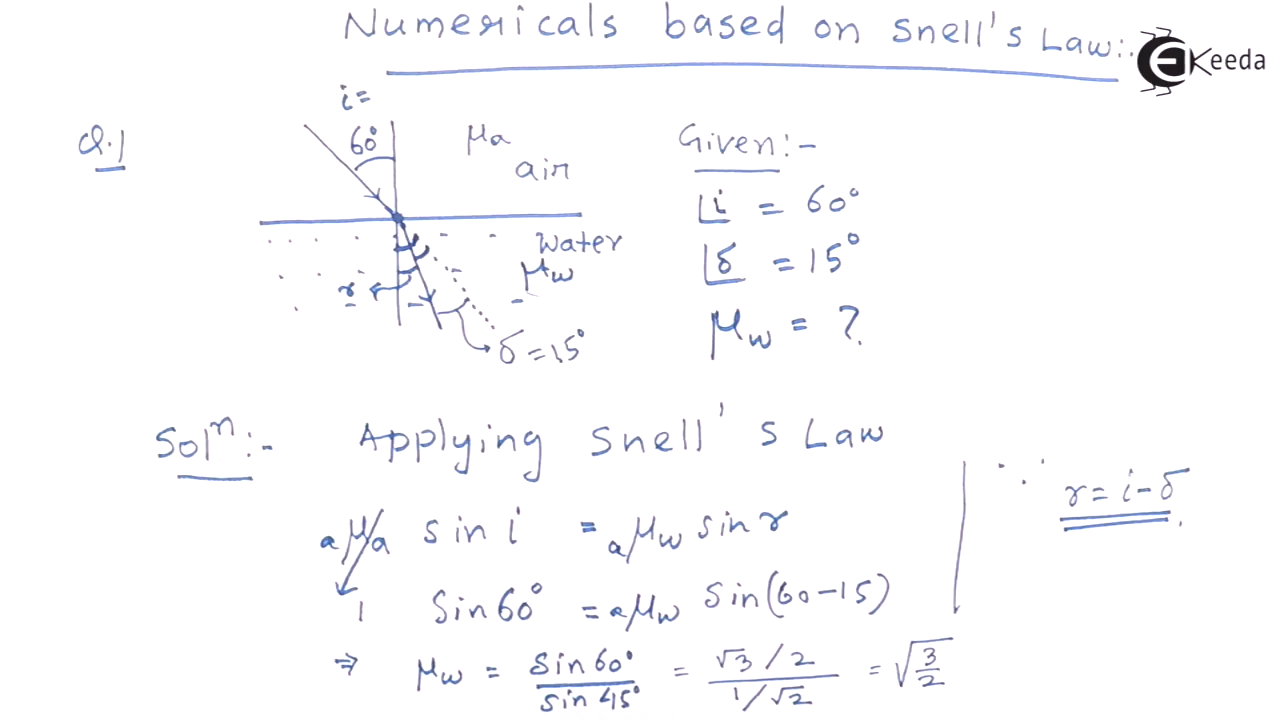 Numericals based on Snell's Law:-
EKeeda
Q.1
i =
60°
μa
air
water
μw
r
δ = 15°
Given:-
∠i = 60°
∠δ = 15°
μw = ?
Solⁿ:- Applying Snell's Law
aμa sin i = aμw sin r
∵ r = i - δ
1 Sin 60° = aμw Sin(60-15)
⇒ μw = Sin 60° / Sin 45° = √3/2 / 1/√2 = √(3/2)